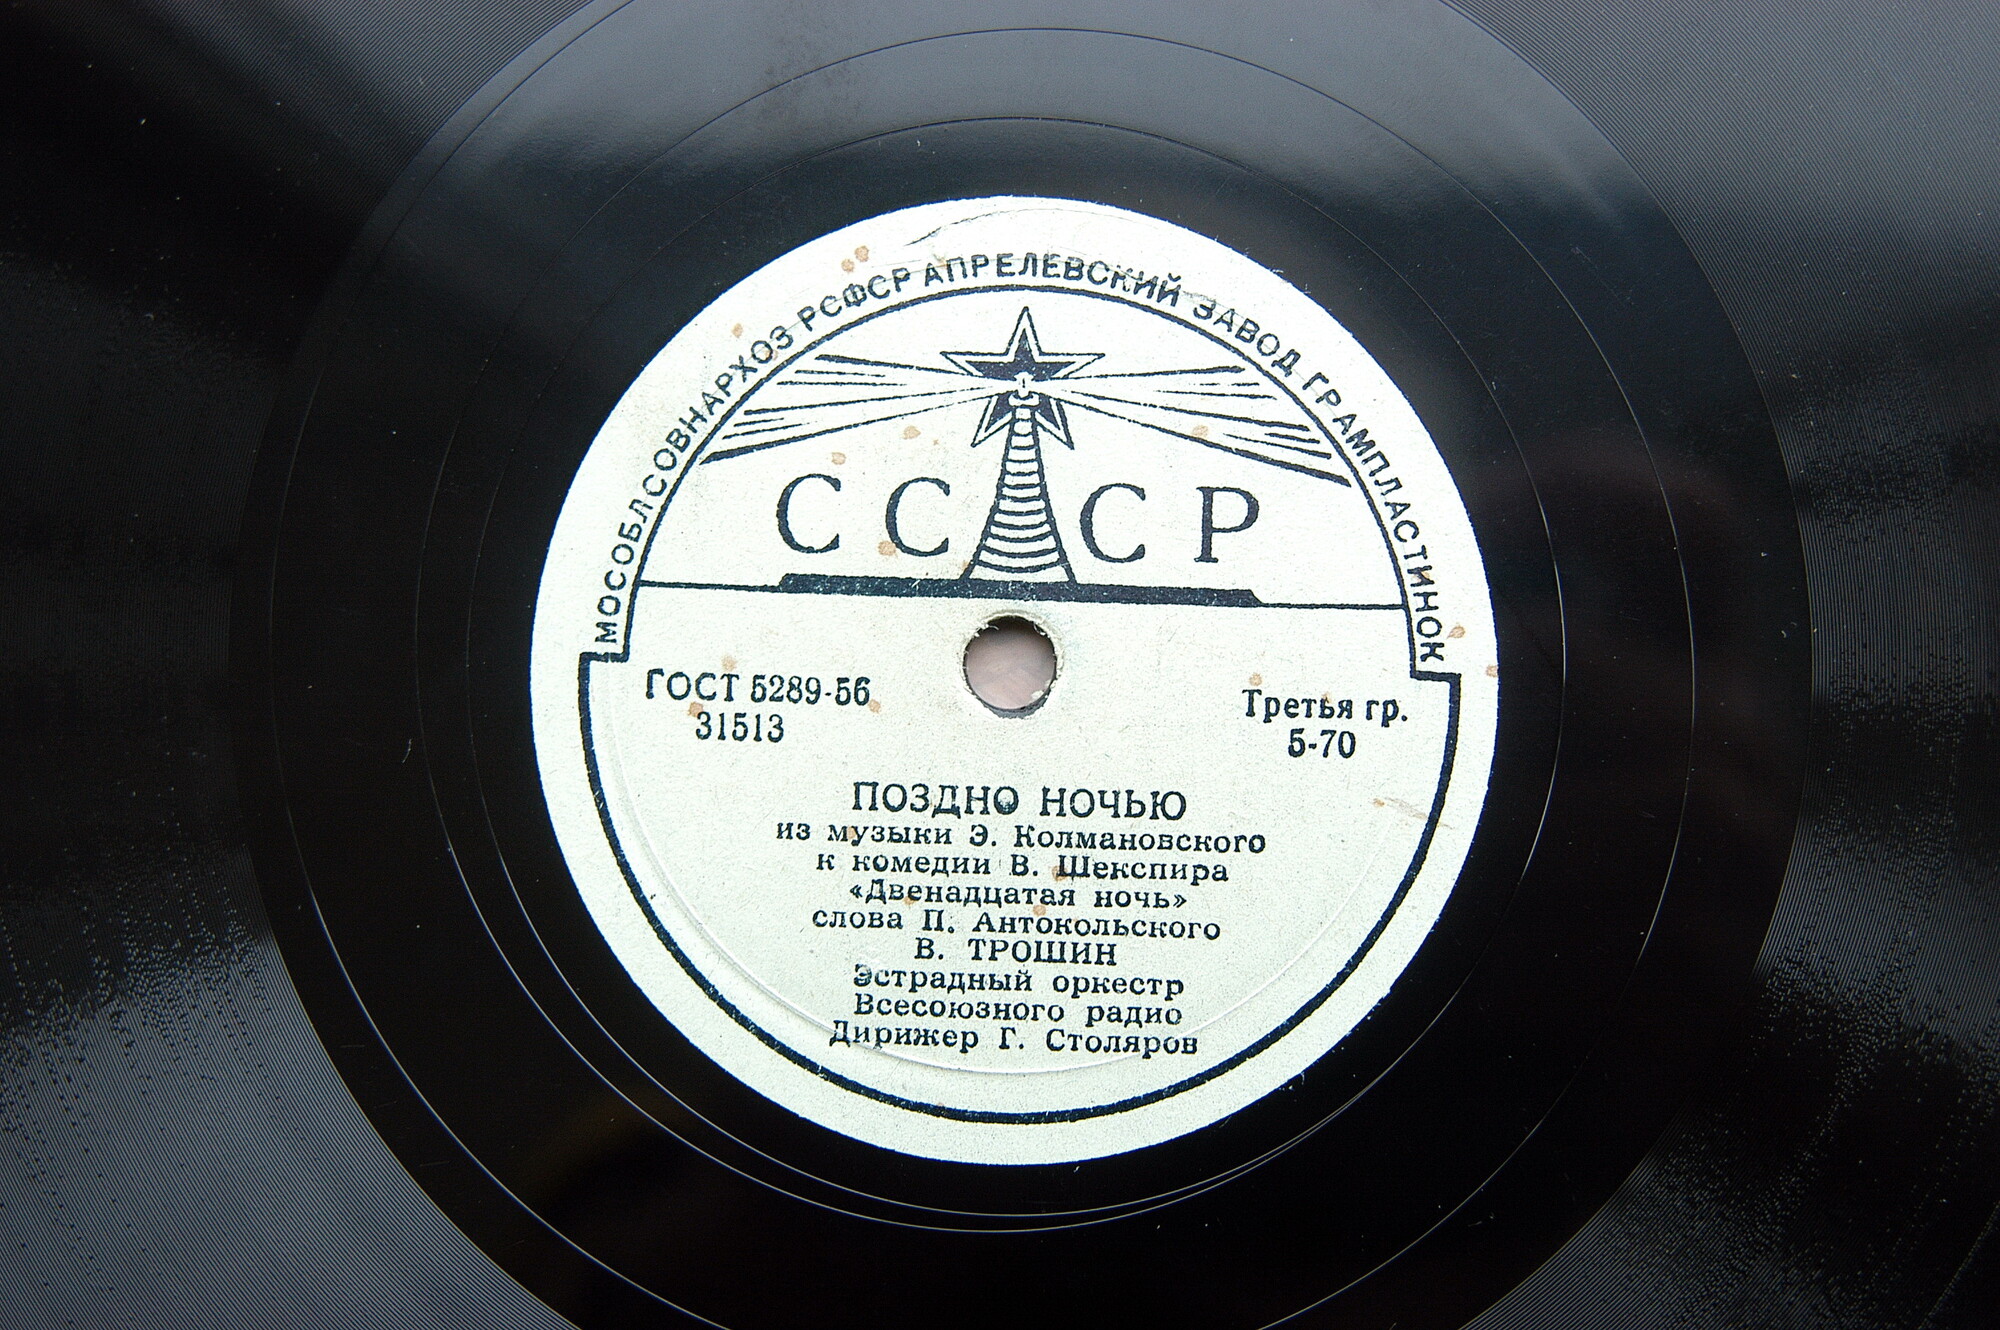 МОСОБЛСОВНАРХОЗ РСФСР АПРЕЛЕВСКИЙ ЗАВОД ГРАМПЛАСТИНОК
СССР
ГОСТ 5289-56
31513
Третья гр.
5-70
ПОЗДНО НОЧЬЮ
из музыки Э. Колмановского
к комедии В. Шекспира
«Двенадцатая ночь»
слова П. Антокольского
В. ТРОШИН
Эстрадный оркестр
Всесоюзного радио
Дирижер Г. Столяров